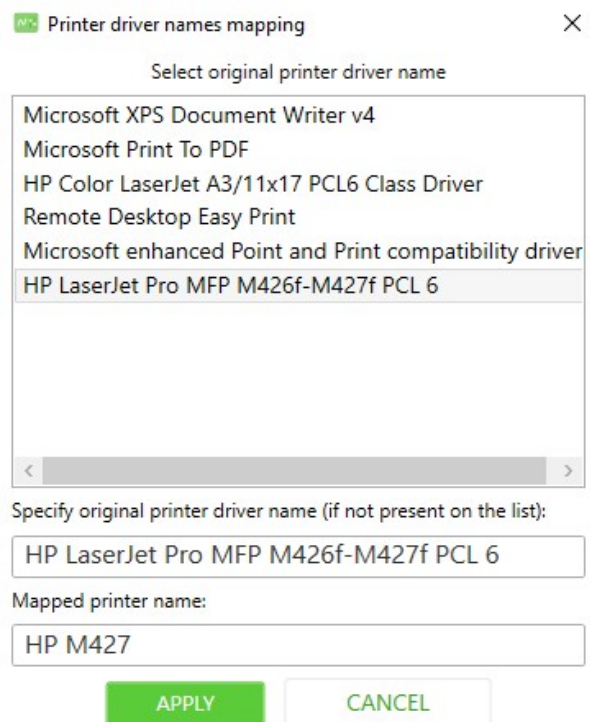 Printer driver names mapping
Select original printer driver name
Microsoft XPS Document Writer v4
Microsoft Print To PDF
HP Color LaserJet A3/11x17 PCL6 Class Driver
Remote Desktop Easy Print
Microsoft enhanced Point and Print compatibility driver
HP LaserJet Pro MFP M426f-M427f PCL 6
Specify original printer driver name (if not present on the list):
HP LaserJet Pro MFP M426f-M427f PCL 6
Mapped printer name:
HP M427
APPLY CANCEL